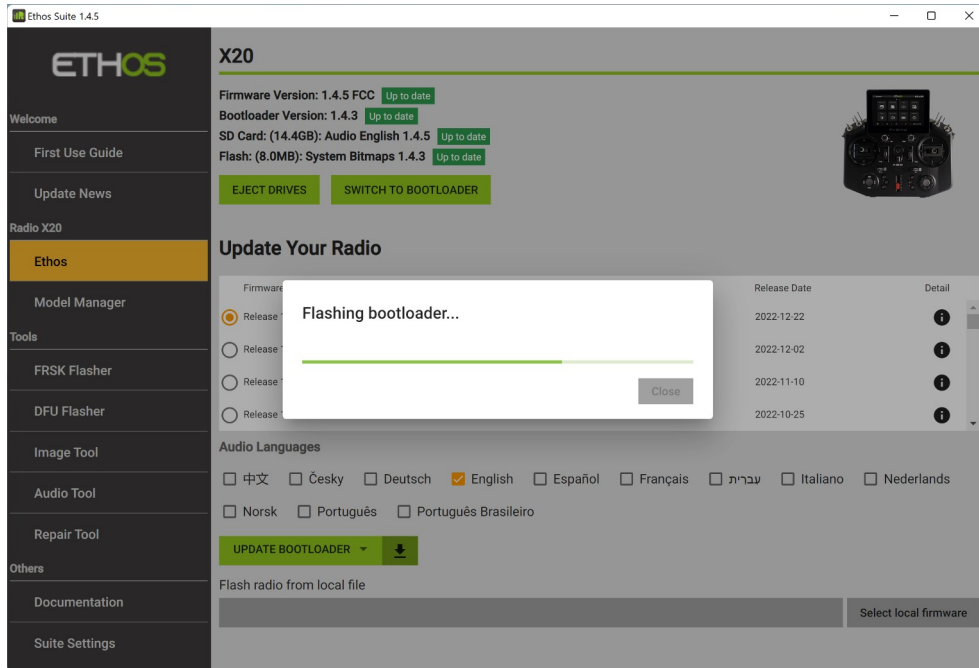 Ethos Suite 1.4.5
ETHOS
Welcome
First Use Guide
Update News
Radio X20
Ethos
Model Manager
Tools
FRSK Flasher
DFU Flasher
Image Tool
Audio Tool
Repair Tool
Others
Documentation
Suite Settings
X20
Firmware Version: 1.4.5 FCC Up to date
Bootloader Version: 1.4.3 Up to date
SD Card: (14.4GB): Audio English 1.4.5 Up to date
Flash: (8.0MB): System Bitmaps 1.4.3 Up to date
EJECT DRIVES SWITCH TO BOOTLOADER
Update Your Radio
Firmware Release Date Detail
Release 2022-12-22
Release 2022-12-02
Release 2022-11-10
Release 2022-10-25
Flashing bootloader...
Close
Audio Languages
中文 Česky Deutsch English Español Français עברית Italiano Nederlands
Norsk Português Português Brasileiro
UPDATE BOOTLOADER
Flash radio from local file
Select local firmware